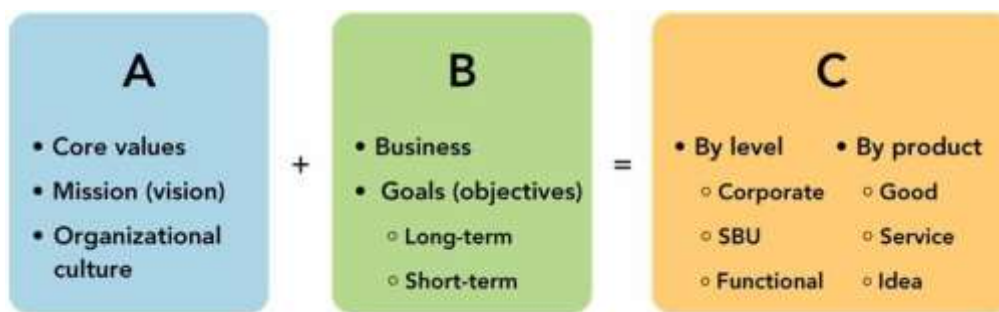 A
• Core values
• Mission (vision)
• Organizational
culture
+
B
• Business
• Goals (objectives)
○ Long-term
○ Short-term
=
C
• By level
○ Corporate
○ SBU
○ Functional
• By product
○ Good
○ Service
○ Idea